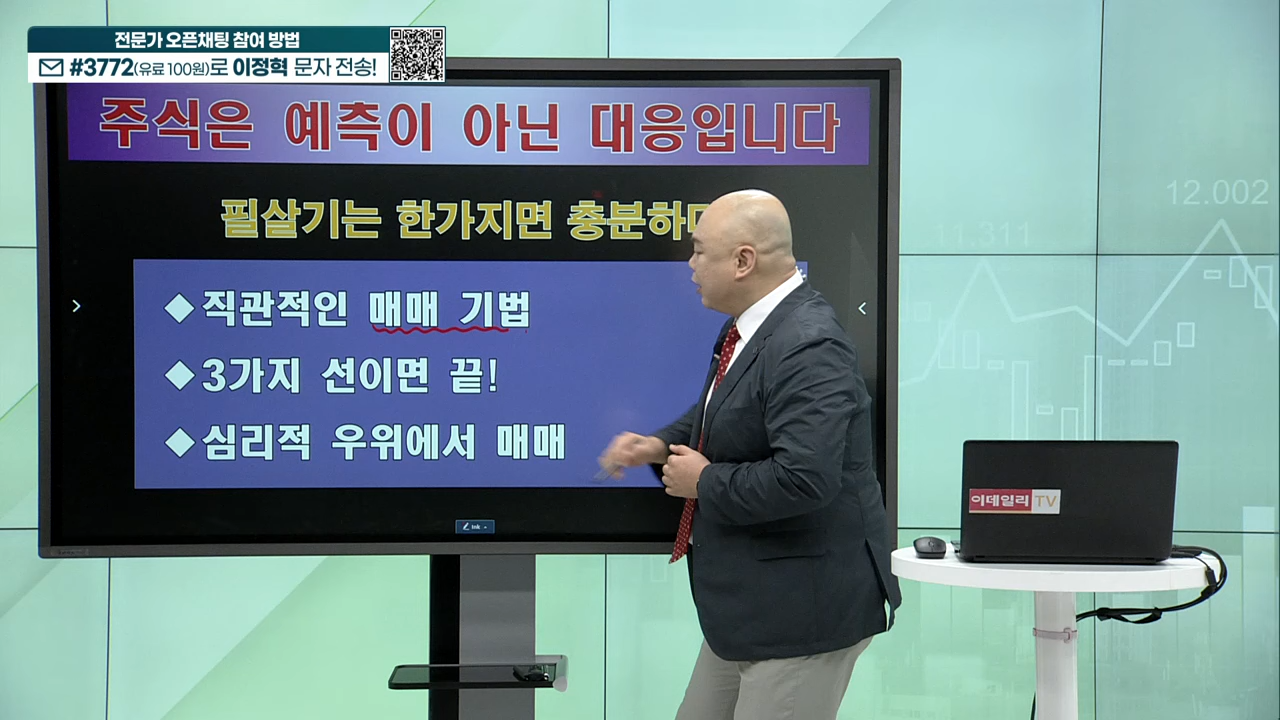 전문가 오픈채팅 참여 방법
#3772(유료 100원)로 이정혁 문자 전송!
주식은 예측이 아닌 대응입니다
필살기는 한가지면 충분하다
◆직관적인 매매 기법
◆3가지 선이면 끝!
◆심리적 우위에서 매매
Ink
12.002
11.311
이데일리TV